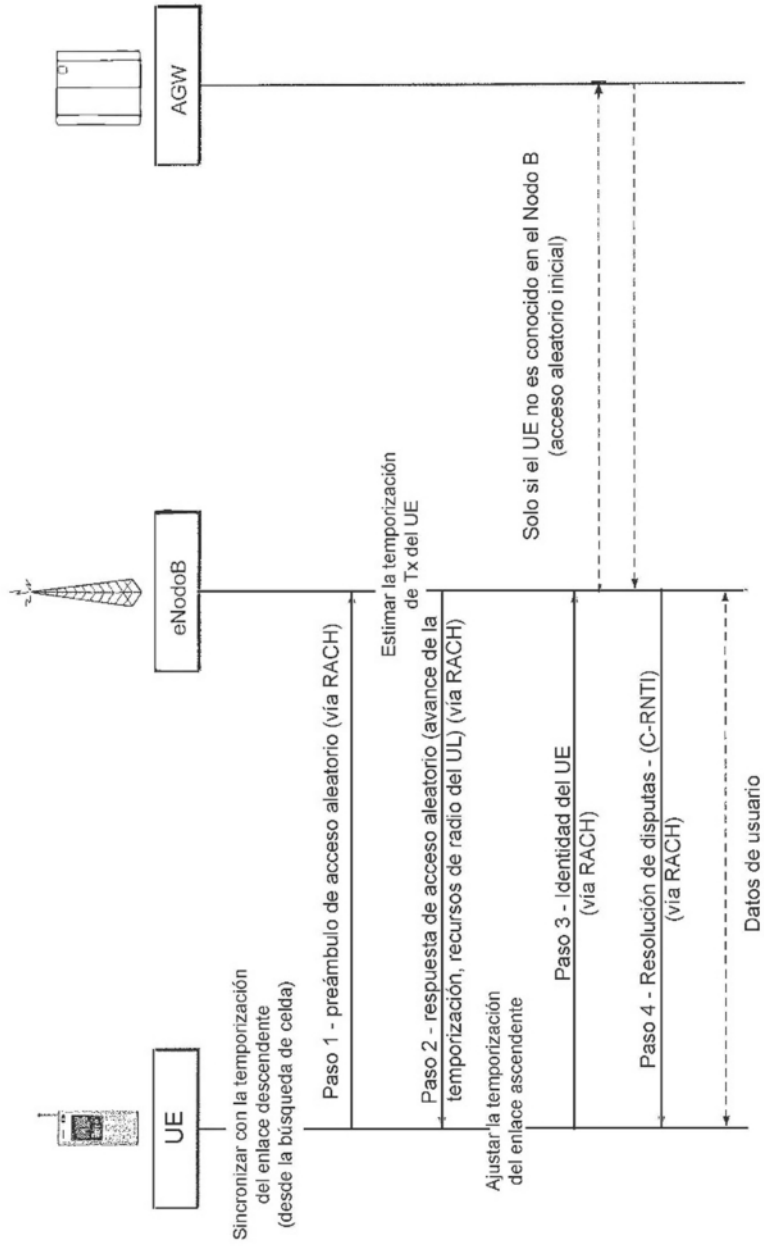 UE
eNodoB
AGW
Sincronizar con la temporización
del enlace descendente
(desde la búsqueda de celda)
Paso 1 - preámbulo de acceso aleatorio (vía RACH)
Estimar la temporización
de Tx del UE
Paso 2 - respuesta de acceso aleatorio (avance de la
temporización, recursos de radio del UL) (vía RACH)
Ajustar la temporización
del enlace ascendente
Paso 3 - Identidad del UE
(vía RACH)
Solo si el UE no es conocido en el Nodo B
(acceso aleatorio inicial)
Paso 4 - Resolución de disputas - (C-RNTI)
(vía RACH)
Datos de usuario